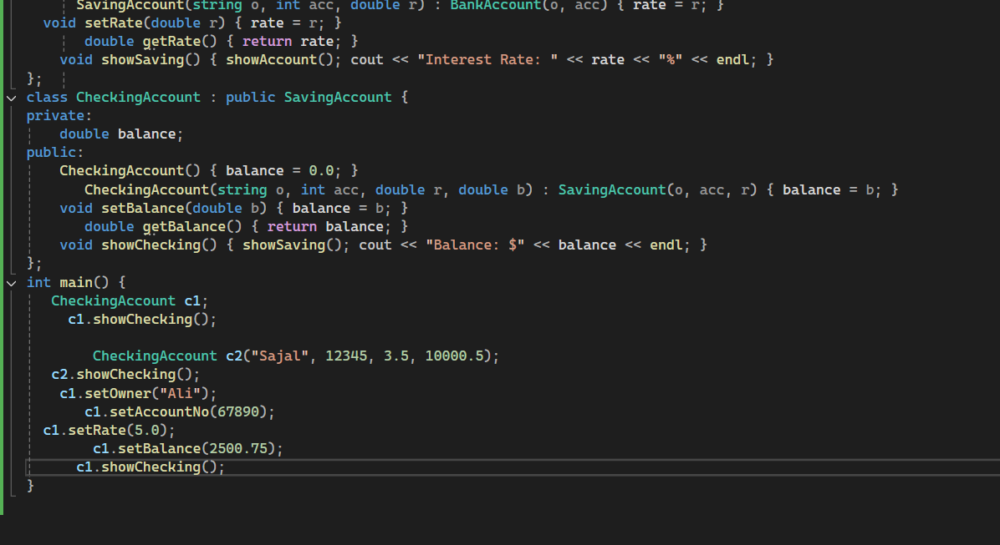 SavingAccount(string o, int acc, double r) : BankAccount(o, acc) { rate = r; }
void setRate(double r) { rate = r; }
double getRate() { return rate; }
void showSaving() { showAccount(); cout << "Interest Rate: " << rate << "%" << endl; }
};
class CheckingAccount : public SavingAccount {
private:
double balance;
public:
CheckingAccount() { balance = 0.0; }
CheckingAccount(string o, int acc, double r, double b) : SavingAccount(o, acc, r) { balance = b; }
void setBalance(double b) { balance = b; }
double getBalance() { return balance; }
void showChecking() { showSaving(); cout << "Balance: $" << balance << endl; }
};
int main() {
CheckingAccount c1;
c1.showChecking();
CheckingAccount c2("Sajal", 12345, 3.5, 10000.5);
c2.showChecking();
c1.setOwner("Ali");
c1.setAccountNo(67890);
c1.setRate(5.0);
c1.setBalance(2500.75);
c1.showChecking();
}